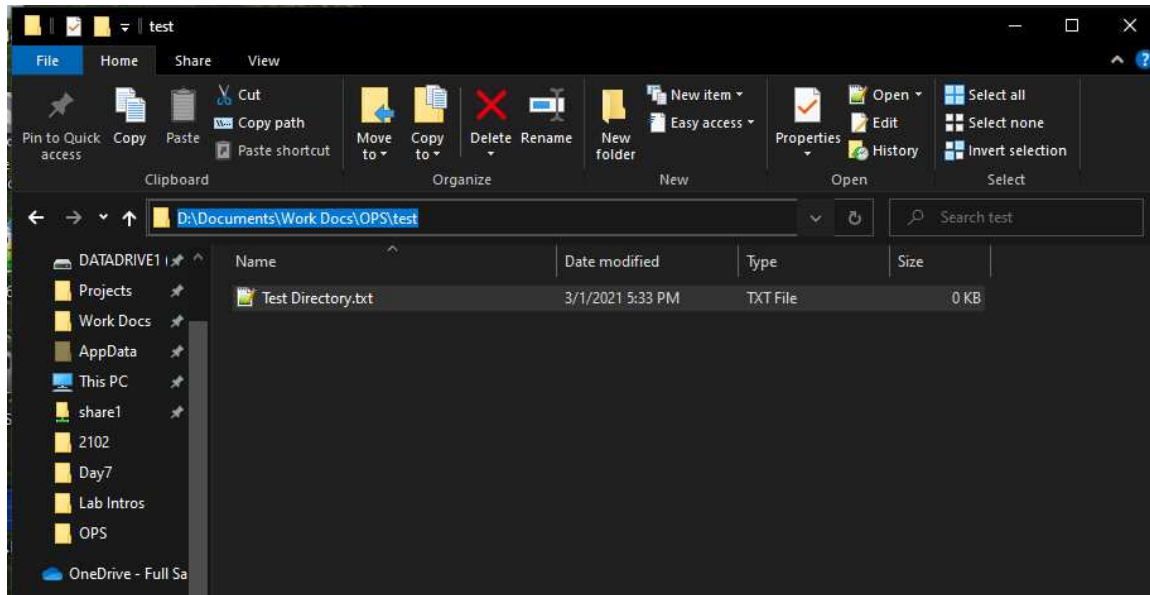 test
File Home Share View
Pin to Quick access
Copy
Paste
Cut
Copy path
Paste shortcut
Clipboard
Move to
Copy to
Delete
Rename
Organize
New folder
New item
Easy access
New
Properties
Open
Edit
History
Open
Select all
Select none
Invert selection
Select
D:\Documents\Work Docs\OPS\test
Search test
Name Date modified Type Size
Test Directory.txt 3/1/2021 5:33 PM TXT File 0 KB
DATADRIVE1 (
Projects
Work Docs
AppData
This PC
share1
2102
Day7
Lab Intros
OPS
OneDrive - Full Sa